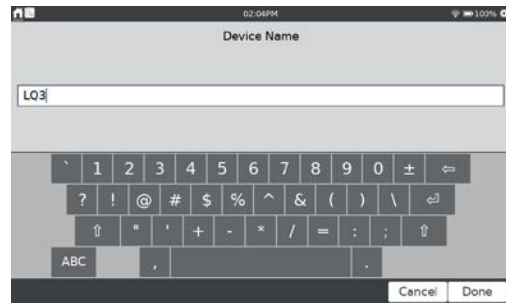 02:04PM 100%
Device Name
LQ3
` 1 2 3 4 5 6 7 8 9 0 ±
? ! @ # $ % ^ & ( ) \
" ' + - * / = : ;
ABC , .
Cancel Done